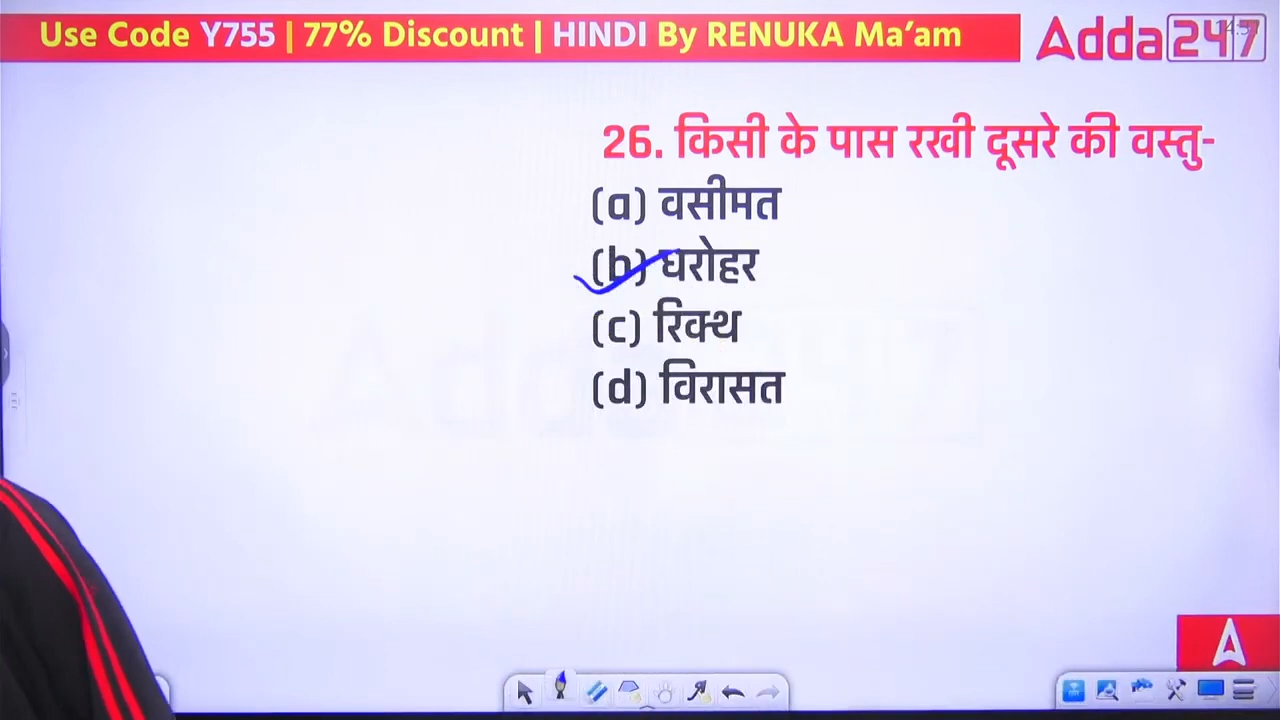 Use Code Y755 | 77% Discount | HINDI By RENUKA Ma’am
Adda247
26. किसी के पास रखी दूसरे की वस्तु-
(a) वसीमत
(b) घरोहर
(c) रिक्थ
(d) विरासत